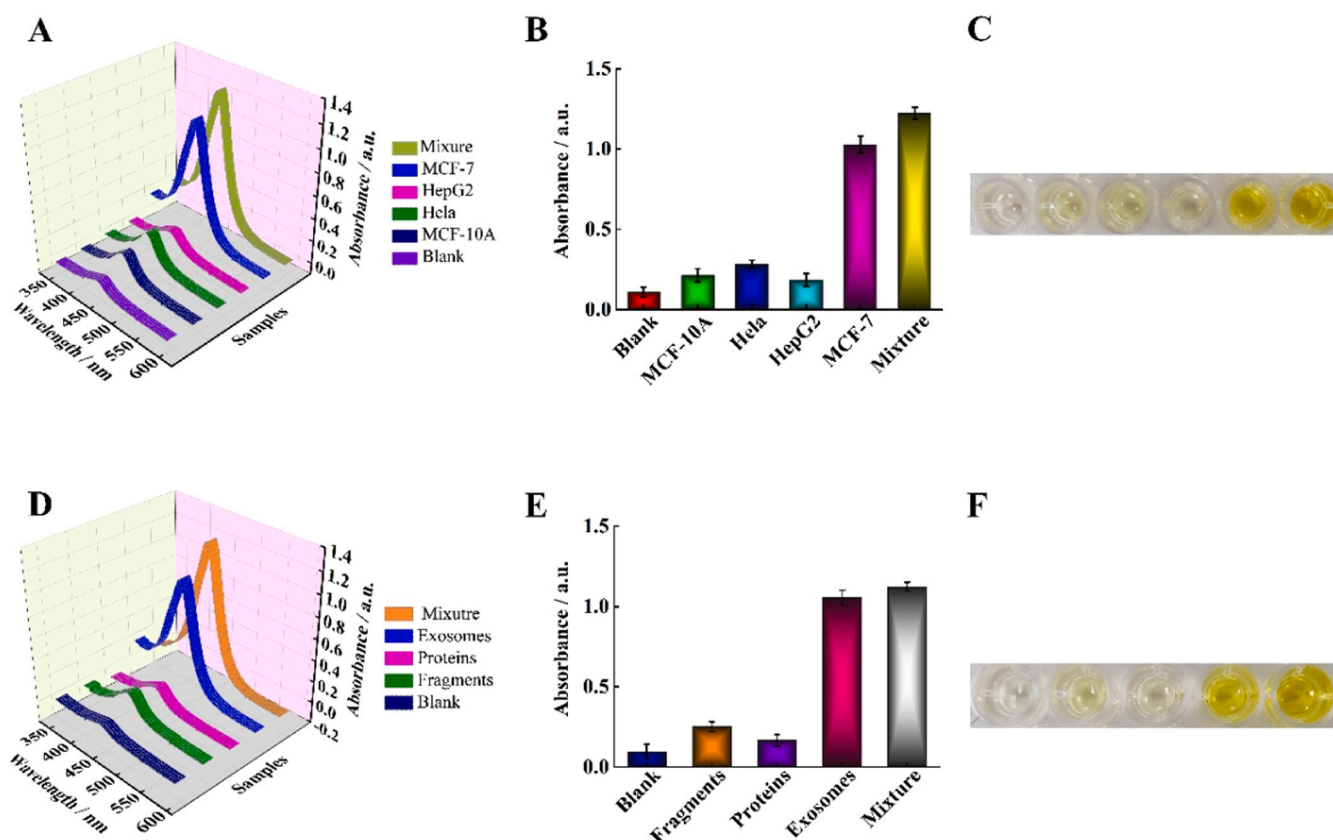 A
1.4
1.2
1.0
0.8
0.6
0.4
0.2
0.0
Absorbance / a.u.
350
400
450
500
550
600
Wavelength / nm
Samples
Mixure
MCF-7
HepG2
Hela
MCF-10A
Blank
B
1.5
1.0
0.5
0.0
Absorbance / a.u.
Blank
MCF-10A
Hela
HepG2
MCF-7
Mixture
C
D
1.4
1.2
1.0
0.8
0.6
0.4
0.2
0.0
-0.2
Absorbance / a.u.
350
400
450
500
550
600
Wavelength / nm
Samples
Mixutre
Exosomes
Proteins
Fragments
Blank
E
1.5
1.0
0.5
0.0
Absorbance / a.u.
Blank
Fragments
Proteins
Exosomes
Mixture
F